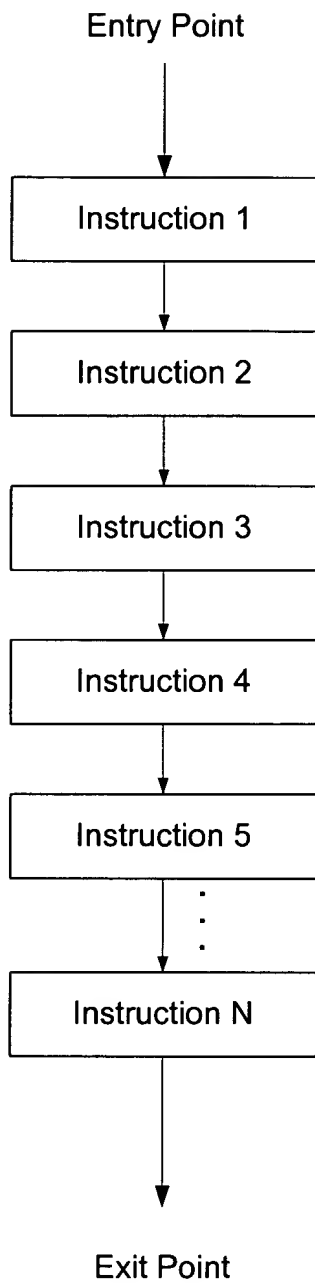 Entry Point
Instruction 1
Instruction 2
Instruction 3
Instruction 4
Instruction 5
.
.
.
Instruction N
Exit Point